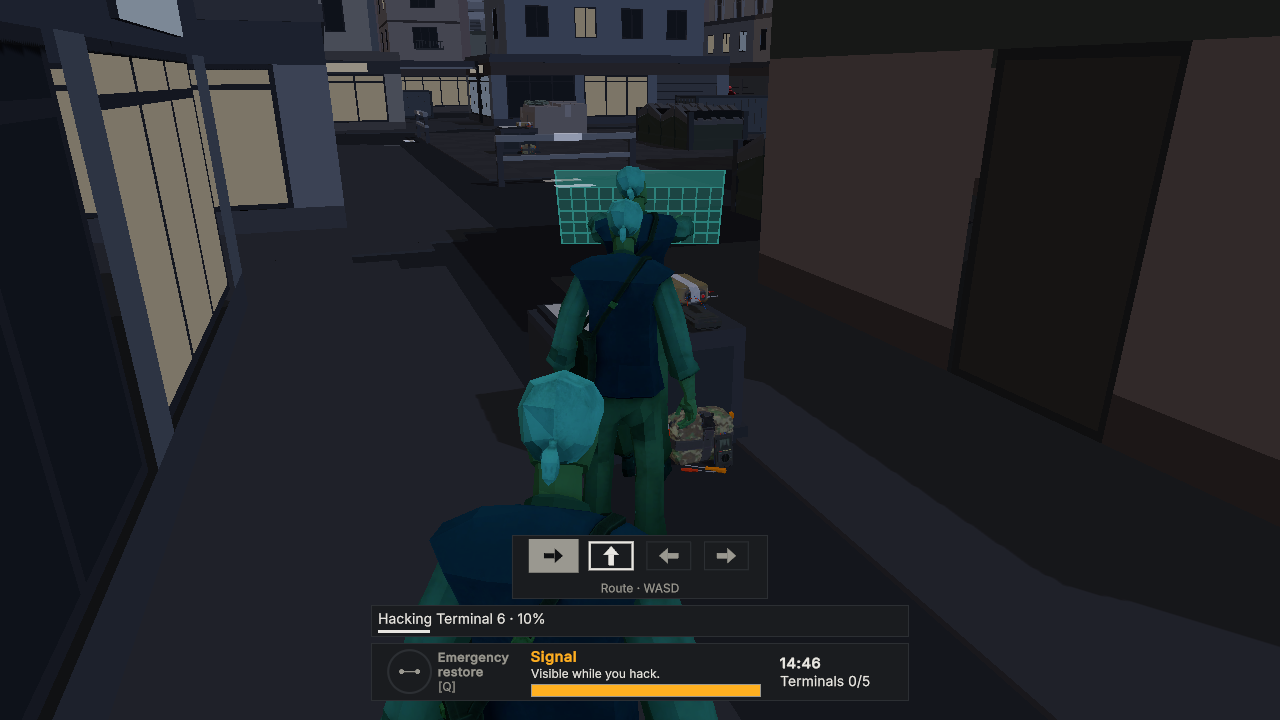 Route · WASD
Hacking Terminal 6 · 10%
Emergency
restore
[Q]
Signal
Visible while you hack.
14:46
Terminals 0/5